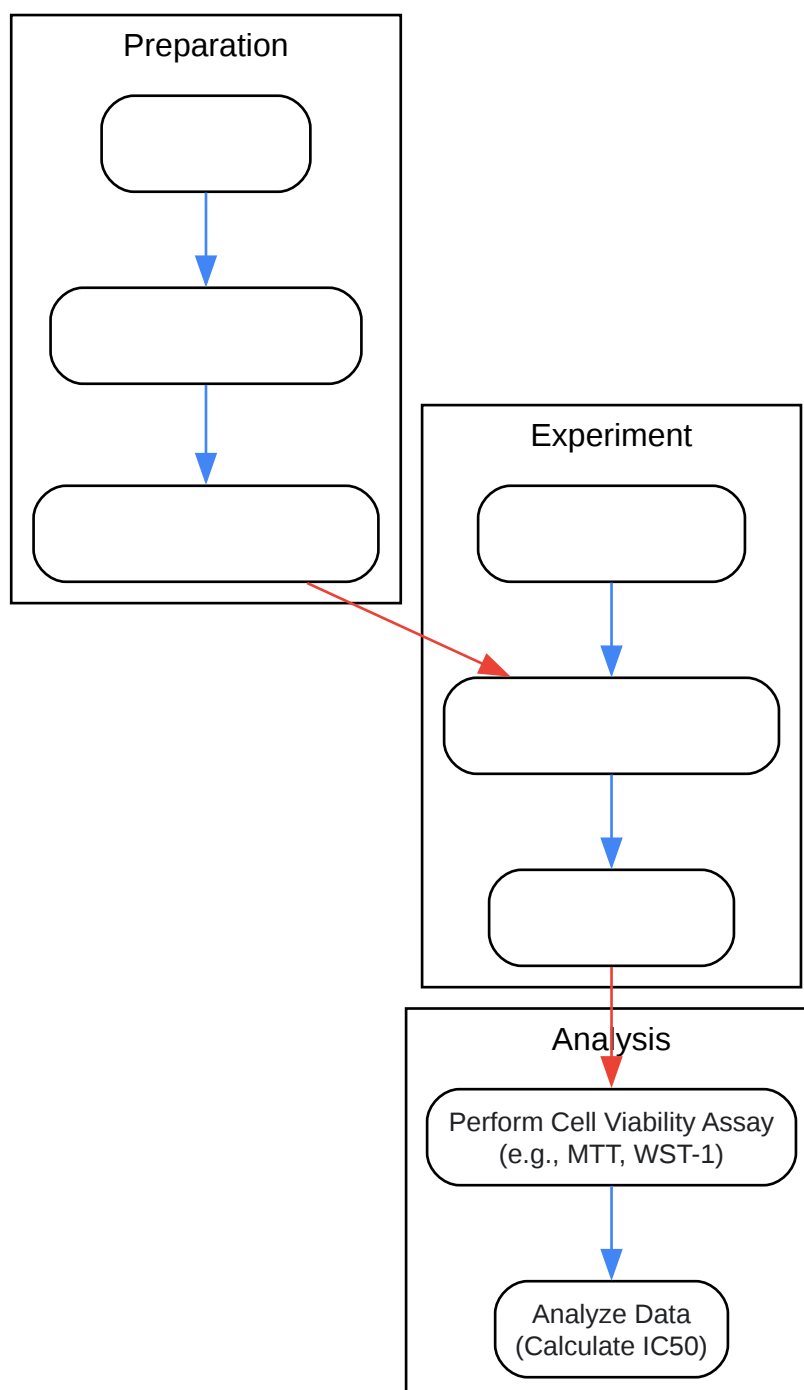 Preparation
Experiment
Analysis
Perform Cell Viability Assay
(e.g., MTT, WST-1)
Analyze Data
(Calculate IC50)